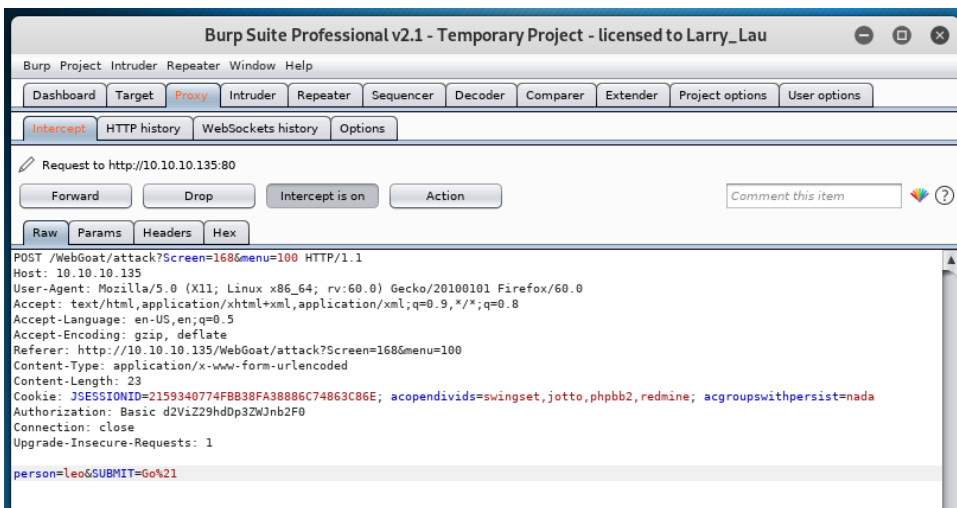 Burp Suite Professional v2.1 - Temporary Project - licensed to Larry_Lau
Burp Project Intruder Repeater Window Help
Dashboard Target Proxy Intruder Repeater Sequencer Decoder Comparer Extender Project options User options
Intercept HTTP history WebSockets history Options
Request to http://10.10.10.135:80
Forward Drop Intercept is on Action Comment this item ?
Raw Params Headers Hex
POST /WebGoat/attack?Screen=168&menu=100 HTTP/1.1
Host: 10.10.10.135
User-Agent: Mozilla/5.0 (X11; Linux x86_64; rv:60.0) Gecko/20100101 Firefox/60.0
Accept: text/html,application/xhtml+xml,application/xml;q=0.9,*/*;q=0.8
Accept-Language: en-US,en;q=0.5
Accept-Encoding: gzip, deflate
Referer: http://10.10.10.135/WebGoat/attack?Screen=168&menu=100
Content-Type: application/x-www-form-urlencoded
Content-Length: 23
Cookie: JSESSIONID=2159340774FBB38FA38886C74863C86E; acopendivids=swingset,jotto,phpbb2,redmine; acgroupswithpersist=nada
Authorization: Basic d2ViZ29hdDp3ZWJnb2F0
Connection: close
Upgrade-Insecure-Requests: 1
person=leo&SUBMIT=Go%21